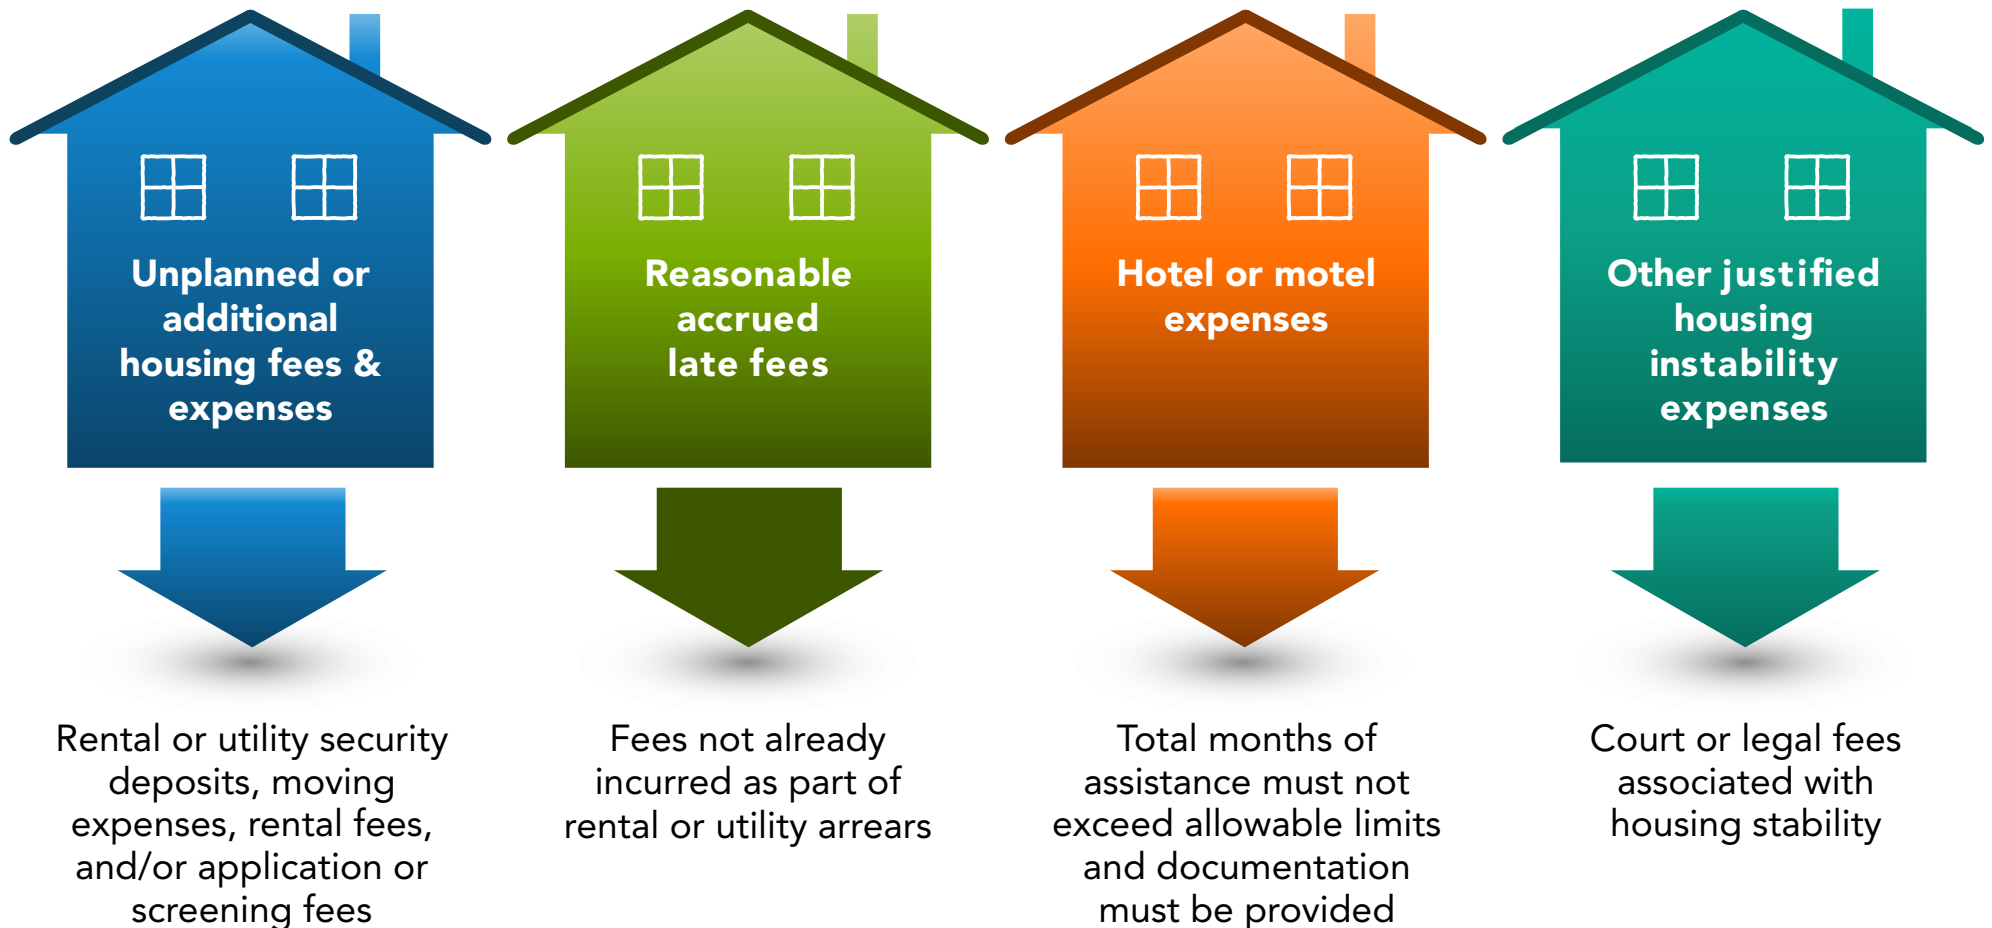 Unplanned or
additional
housing fees &
expenses
Rental or utility security
deposits, moving
expenses, rental fees,
and/or application or
screening fees
Reasonable
accrued
late fees
Fees not already
incurred as part of
rental or utility arrears
Hotel or motel
expenses
Total months of
assistance must not
exceed allowable limits
and documentation
must be provided
Other justified
housing
instability
expenses
Court or legal fees
associated with
housing stability